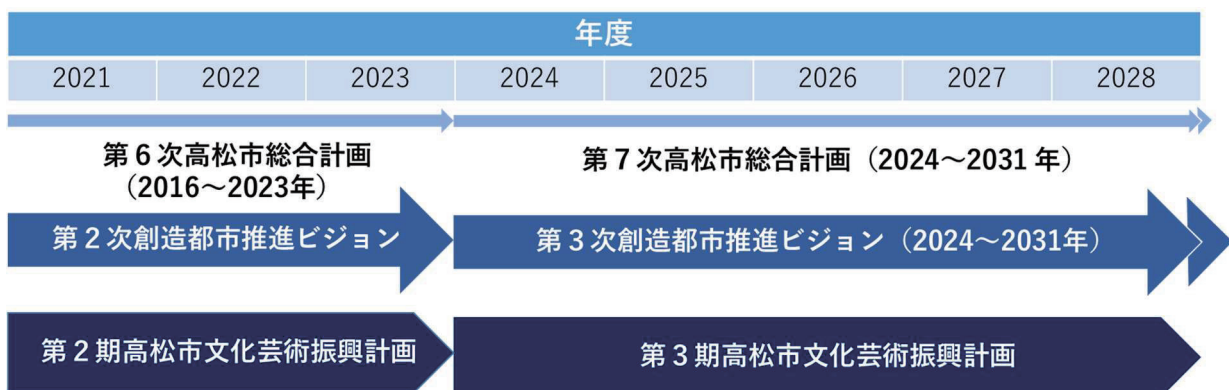 年度
2021 2022 2023 2024 2025 2026 2027 2028
第6次高松市総合計画
（2016～2023年）
第7次高松市総合計画（2024～2031年）
第2次創造都市推進ビジョン
第3次創造都市推進ビジョン（2024～2031年）
第2期高松市文化芸術振興計画
第3期高松市文化芸術振興計画